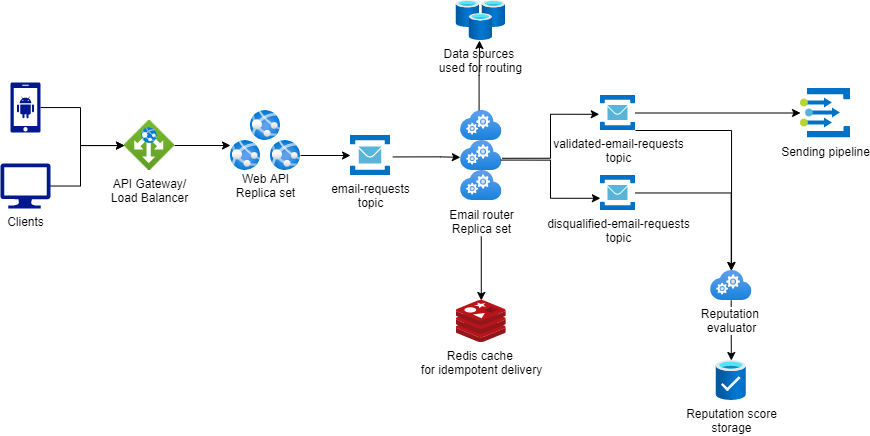 Data sources
used for routing
validated-email-requests
topic
Sending pipeline
API Gateway/
Load Balancer
Web API
Replica set
email-requests
topic
Email router
Replica set
disqualified-email-requests
topic
Clients
Reputation
evaluator
Redis cache
for idempotent delivery
Reputation score
storage